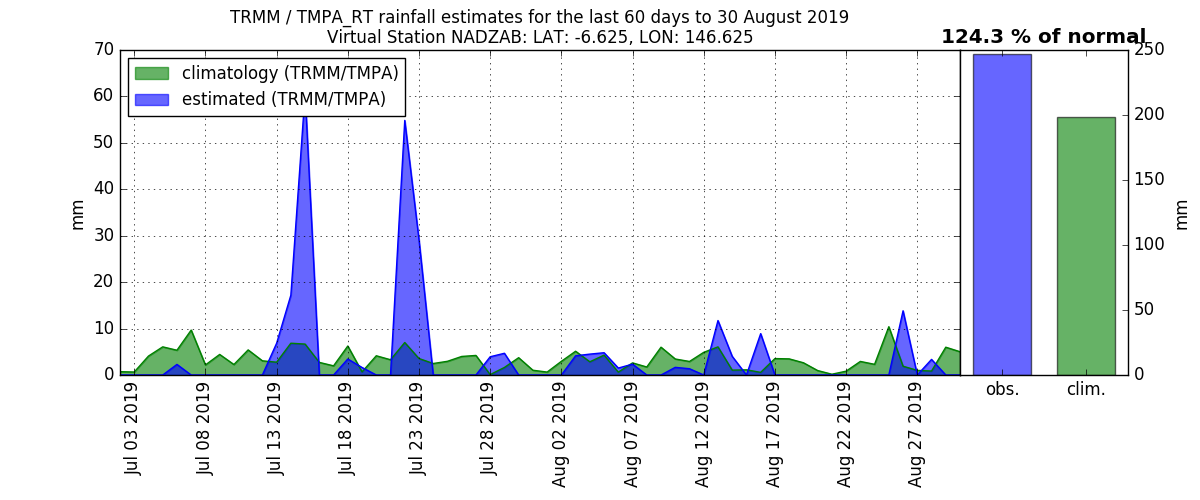 TRMM / TMPA_RT rainfall estimates for the last 60 days to 30 August 2019
Virtual Station NADZAB: LAT: -6.625, LON: 146.625
124.3 % of normal
climatology (TRMM/TMPA)
estimated (TRMM/TMPA)
mm
70
60
50
40
30
20
10
0
Jul 03 2019
Jul 08 2019
Jul 13 2019
Jul 18 2019
Jul 23 2019
Jul 28 2019
Aug 02 2019
Aug 07 2019
Aug 12 2019
Aug 17 2019
Aug 22 2019
Aug 27 2019
250
200
150
100
50
0
mm
obs.
clim.